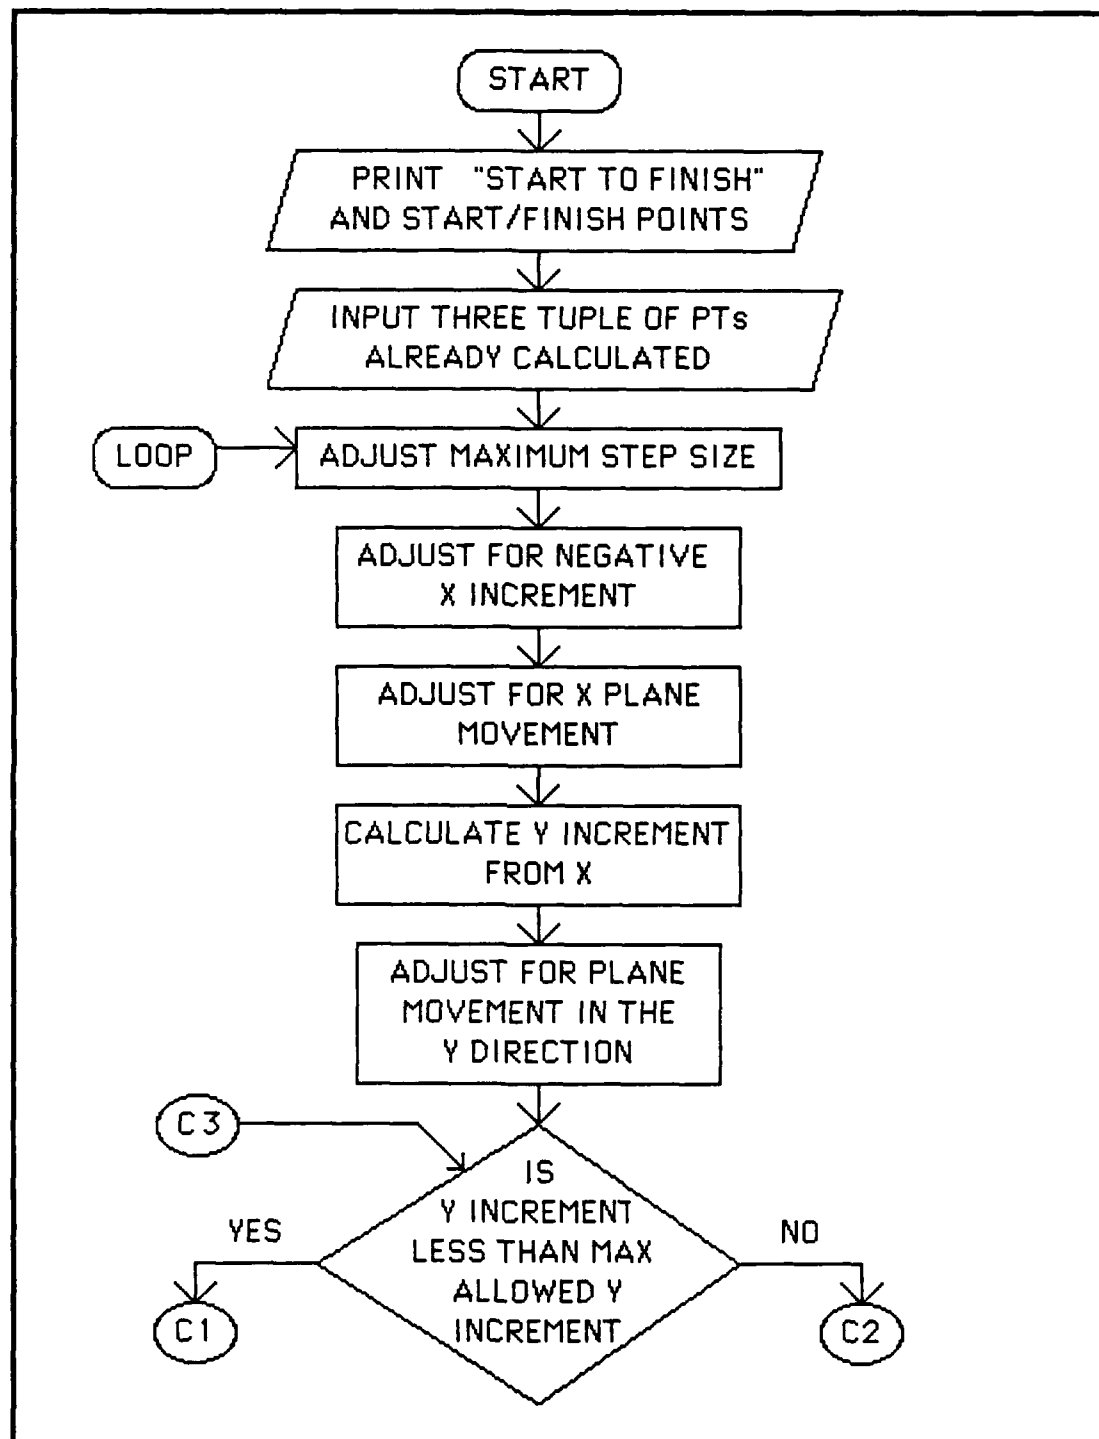 START
PRINT "START TO FINISH"
AND START/FINISH POINTS
INPUT THREE TUPLE OF PTs
ALREADY CALCULATED
LOOP
ADJUST MAXIMUM STEP SIZE
ADJUST FOR NEGATIVE
X INCREMENT
ADJUST FOR X PLANE
MOVEMENT
CALCULATE Y INCREMENT
FROM X
ADJUST FOR PLANE
MOVEMENT IN THE
Y DIRECTION
C3
IS
Y INCREMENT
LESS THAN MAX
ALLOWED Y
INCREMENT
YES
NO
C1
C2